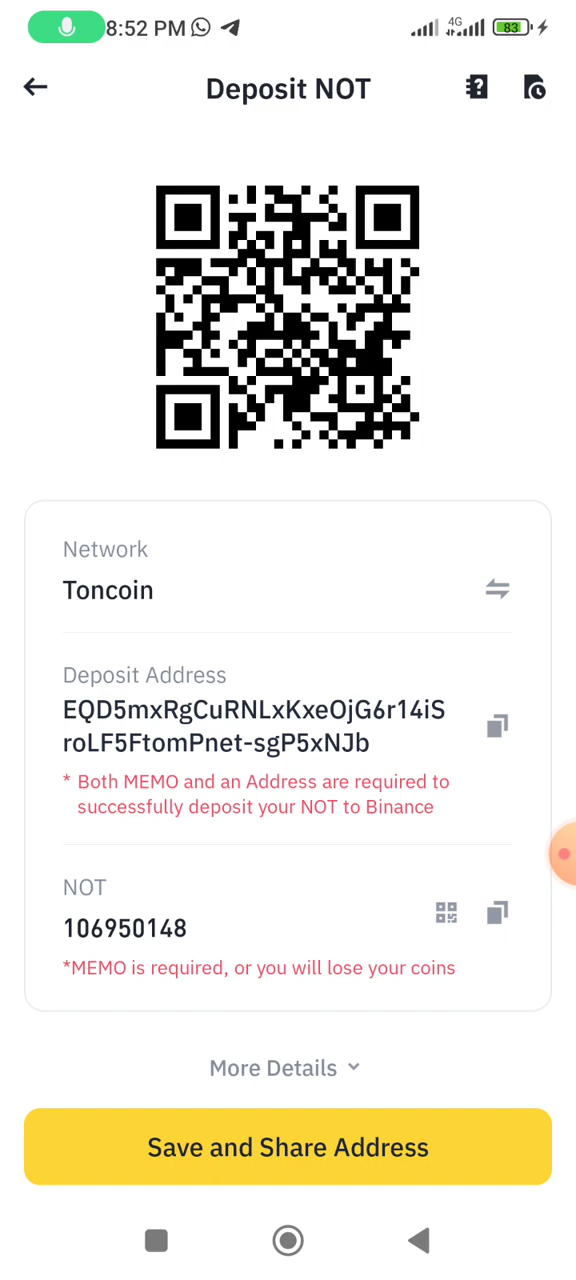 8:52 PM
4G
83
Deposit NOT
Network
Toncoin
Deposit Address
EQD5mxRgCuRNLxKxeOjG6r14iS
roLF5FtomPnet-sgP5xNJb
* Both MEMO and an Address are required to
successfully deposit your NOT to Binance
NOT
106950148
*MEMO is required, or you will lose your coins
More Details
Save and Share Address